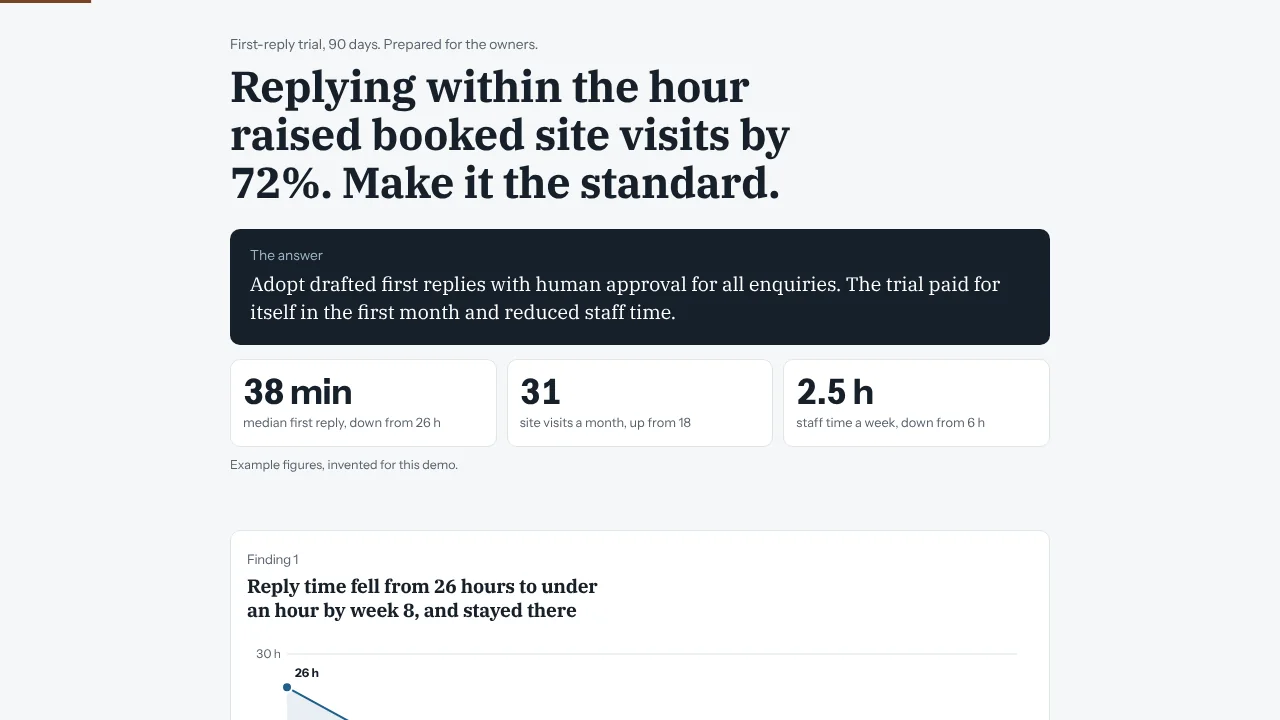 First-reply trial, 90 days. Prepared for the owners.
Replying within the hour
raised booked site visits by
72%. Make it the standard.
The answer
Adopt drafted first replies with human approval for all enquiries. The trial paid for
itself in the first month and reduced staff time.
38 min
median first reply, down from 26 h
31
site visits a month, up from 18
2.5 h
staff time a week, down from 6 h
Example figures, invented for this demo.
Finding 1
Reply time fell from 26 hours to under
an hour by week 8, and stayed there
30 h
26 h